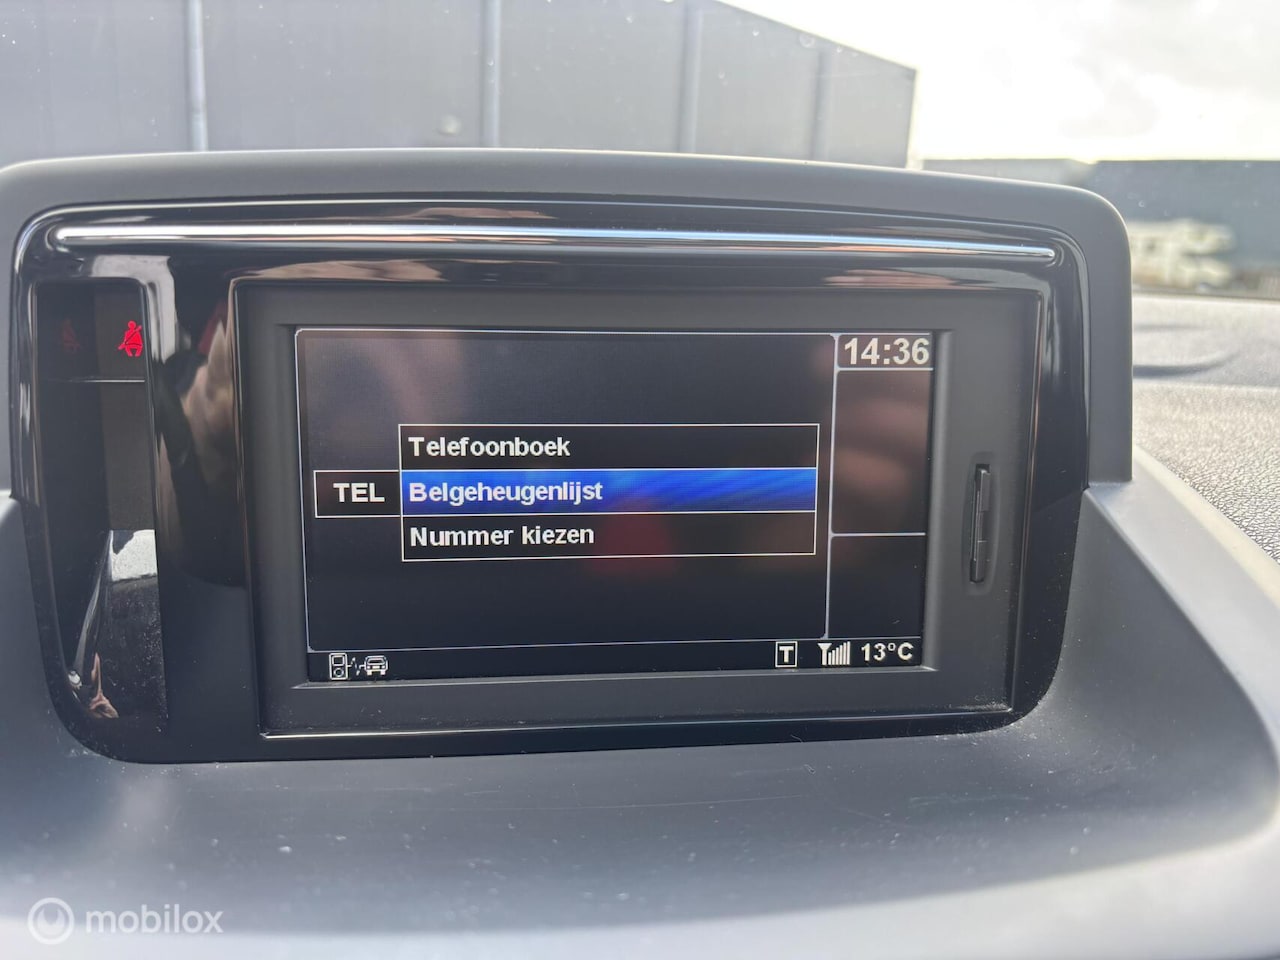 14:36
Telefoonboek
TEL
Belgeheugenlijst
Nummer kiezen
T
13°C
mobilox